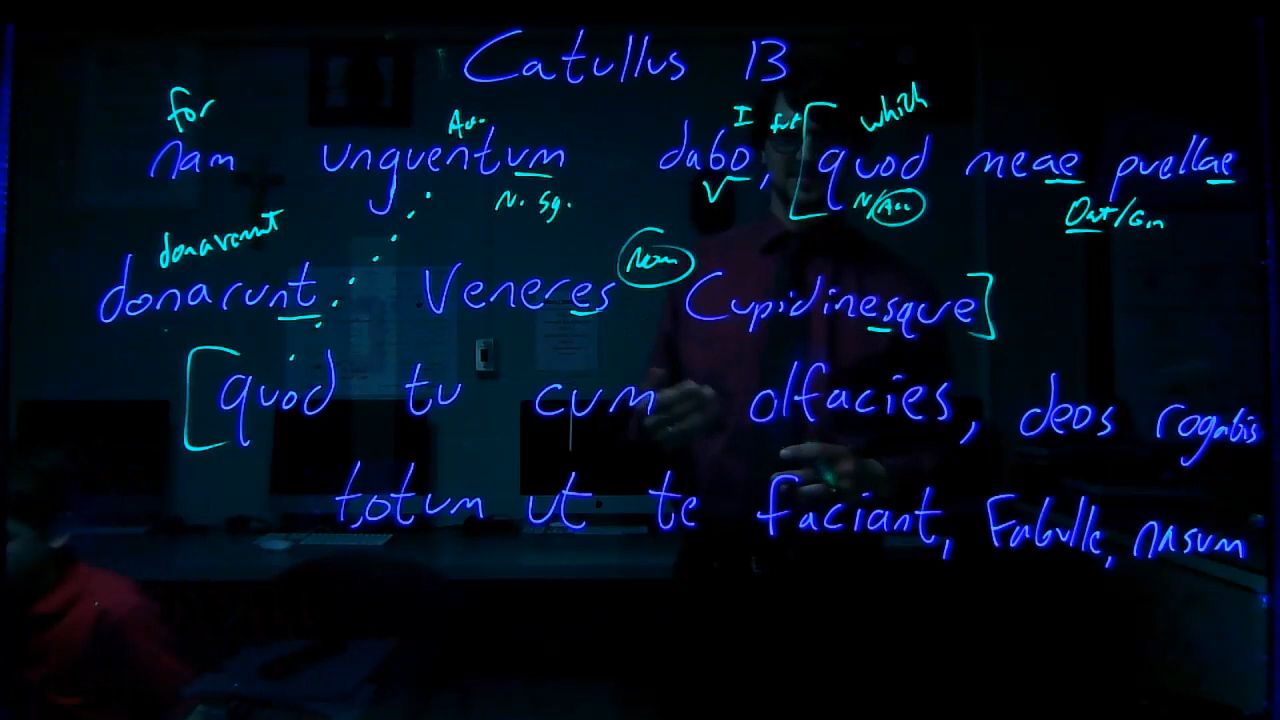 Catullus 13
for Acc. I fut which
nam unguentum dabo, [quod meae puellae
N. Sg. V N/Acc Dat/Gen
donaverunt Nom
donarunt Veneres Cupidinesque]
[quod tu cum olfacies, deos rogabis
totum ut te faciant, Fabulle, nasum